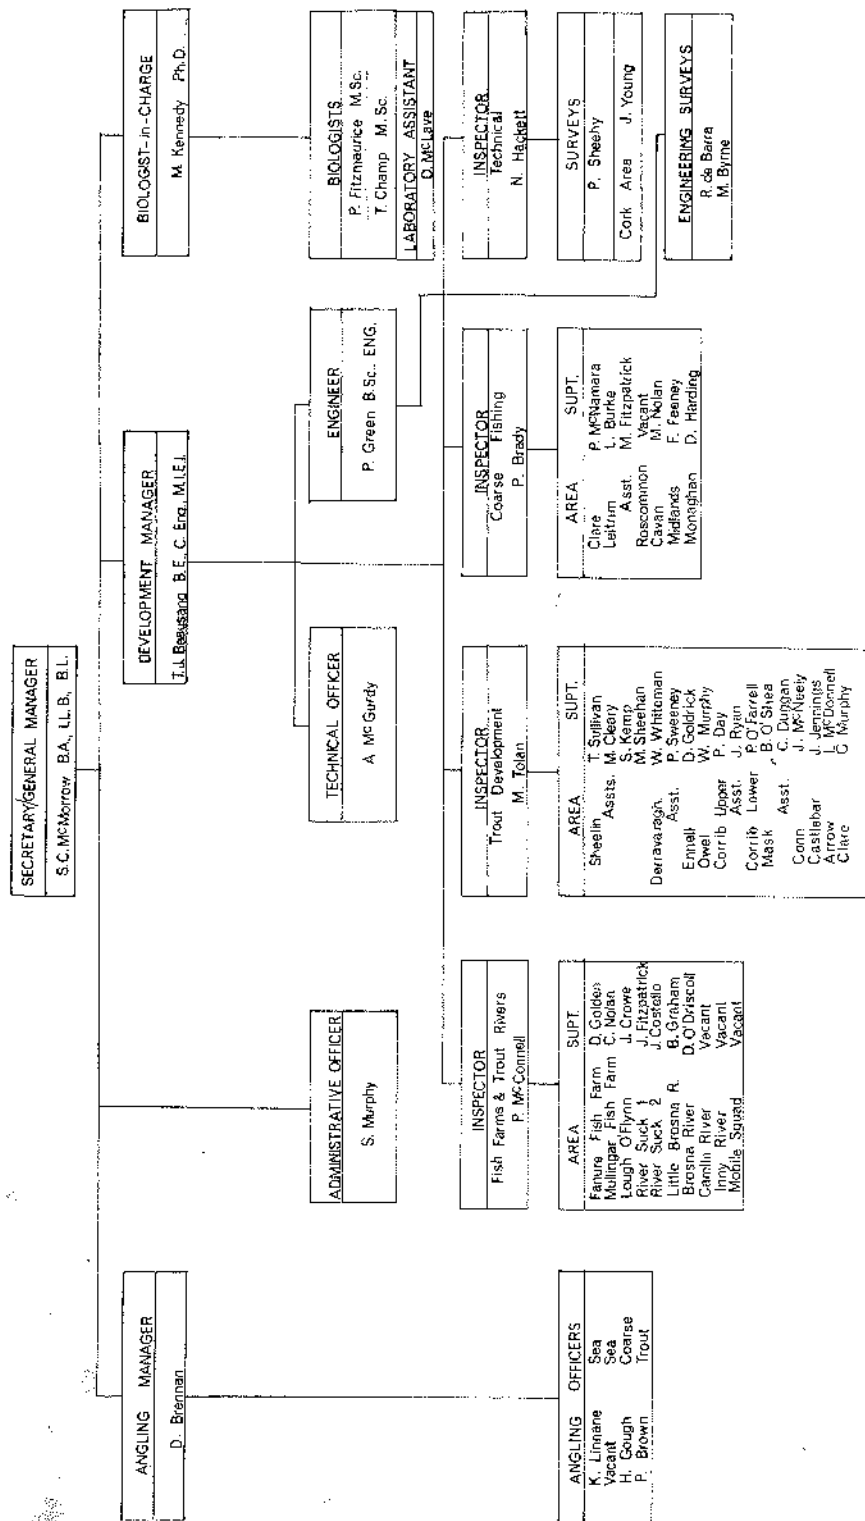 SECRETARY/GENERAL MANAGER
S.C. McMorrow B.A., LL.B., B.L.
ANGLING MANAGER
D. Brennan
DEVELOPMENT MANAGER
T.J. Beausang B.E., C.Eng., M.I.E.I.
BIOLOGIST-in-CHARGE
M. Kennedy Ph.D.
ADMINISTRATIVE OFFICER
S. Murphy
TECHNICAL OFFICER
A. McGurdy
ENGINEER
P. Green B.Sc., ENG.
BIOLOGISTS
P. Fitzmaurice M.Sc.
T. Champ M.Sc.
LABORATORY ASSISTANT
D. McLave
INSPECTOR
Fish Farms & Trout Rivers
P. McConnell
INSPECTOR
Trout Development
M. Tolan
INSPECTOR
Coarse Fishing
P. Brady
INSPECTOR
Technical
N. Hackett
ANGLING OFFICERS
K. Linnane Sea
Vacant Sea
H. Gough Coarse
P. Brown Trout
AREA SUPT.
Fanure Fish Farm D. Golden
Mullingar Fish Farm C. Nolan
Lough O'Flynn J. Crowe
River Suck 1 J. Fitzpatrick
River Suck 2 J. Costello
Little Brosna R. B. Graham
Brosna River D. O'Driscoll
Camlin River Vacant
Inny River Vacant
Mobile Squad Vacant
AREA SUPT.
Sheelin T. Sullivan
Assts. M. Cleary
S. Kemp
M. Sheehan
Derravaragh W. Whiteman
Asst. P. Sweeney
Ennell D. Goldrick
Owel W. Murphy
Corrib Upper P. Day
Asst. J. Ryan
Corrib Lower P. O'Farrell
Mask B. O'Shea
Asst. C. Duggan
Conn J. McNeely
Castlebar J. Jennings
Arrow L. McDonnell
Clare C. Murphy
AREA SUPT.
Clare P. McNamara
Leitrim L. Burke
Asst. M. Fitzpatrick
Roscommon Vacant
Cavan M. Nolan
Midlands F. Feeney
Monaghan D. Harding
SURVEYS
P. Sheehy
Cork Area J. Young
ENGINEERING SURVEYS
R. de Barra
M. Byrne